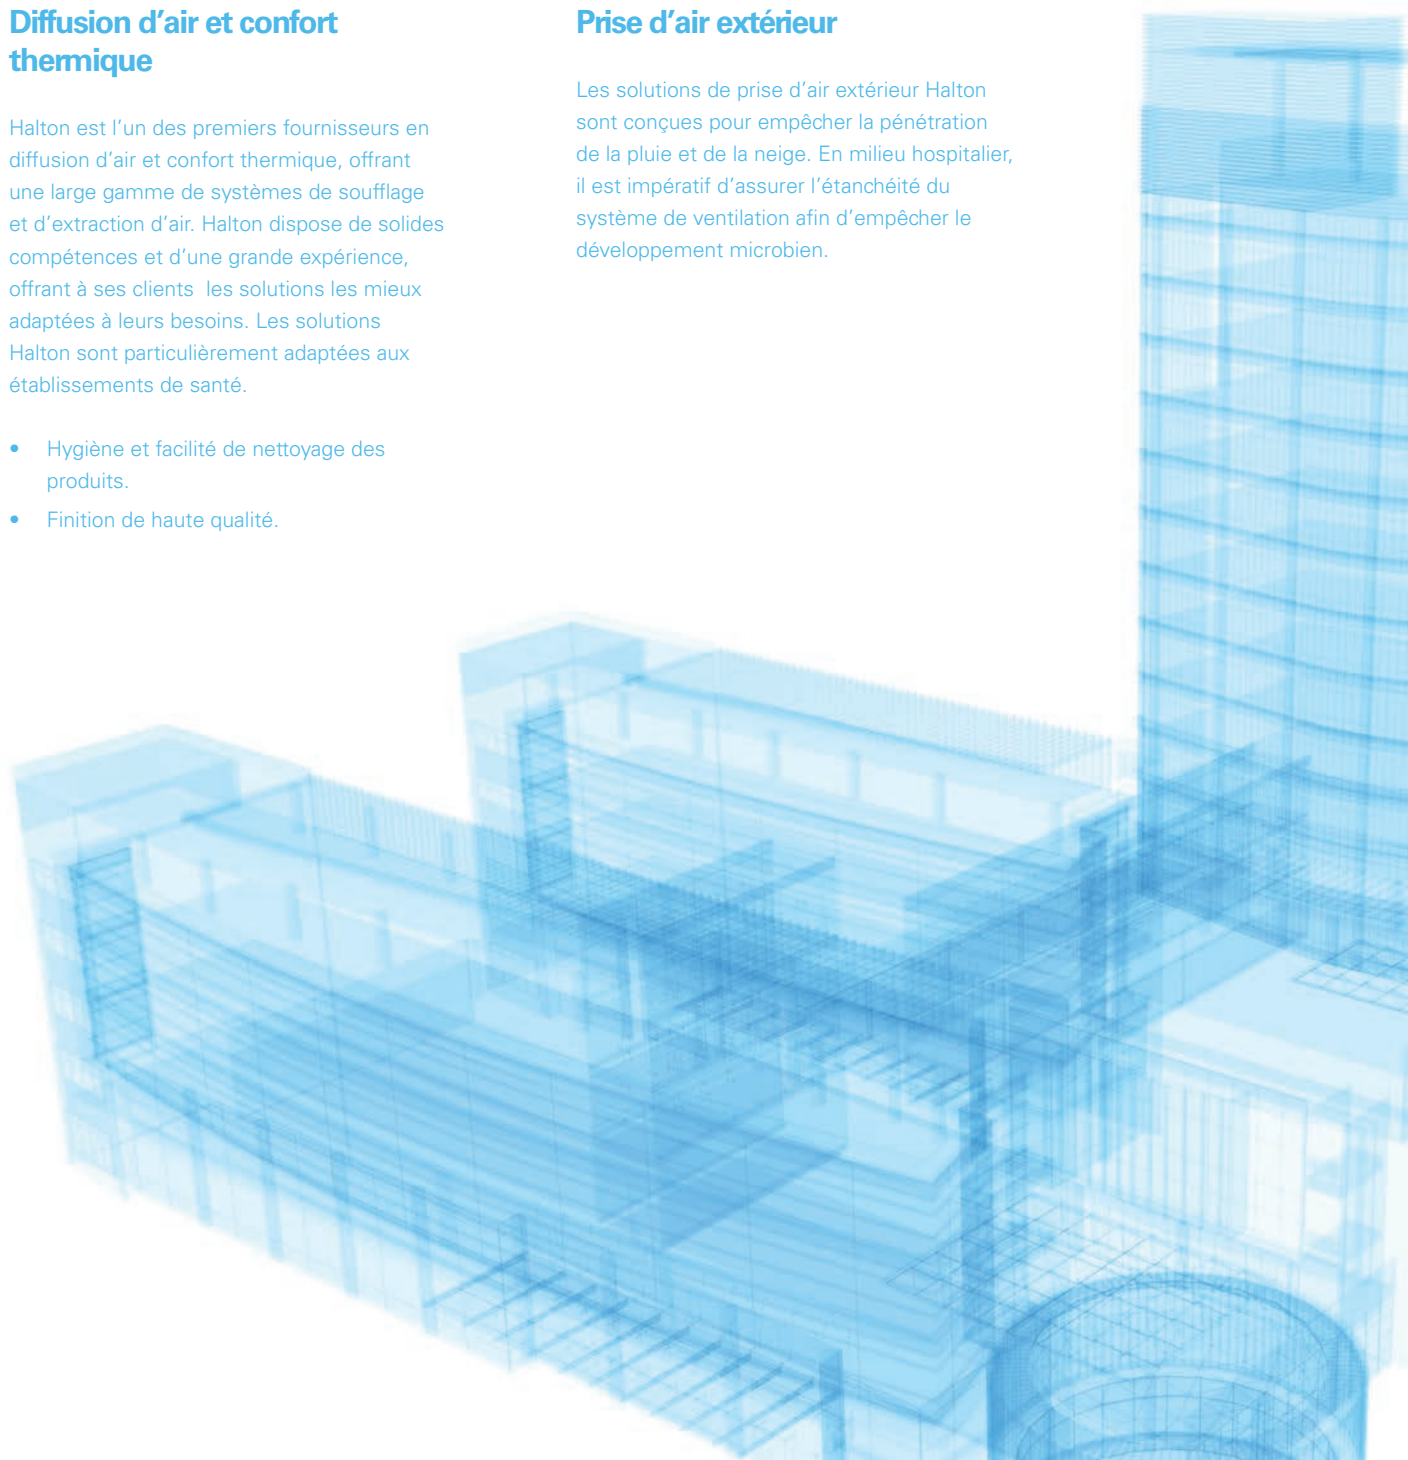 Diffusion d’air et confort
thermique
Halton est l’un des premiers fournisseurs en
diffusion d’air et confort thermique, offrant
une large gamme de systèmes de soufflage
et d’extraction d’air. Halton dispose de solides
compétences et d’une grande expérience,
offrant à ses clients  les solutions les mieux
adaptées à leurs besoins. Les solutions
Halton sont particulièrement adaptées aux
établissements de santé.
• Hygiène et facilité de nettoyage des
produits.
• Finition de haute qualité.
Prise d’air extérieur
Les solutions de prise d’air extérieur Halton
sont conçues pour empêcher la pénétration
de la pluie et de la neige. En milieu hospitalier,
il est impératif d’assurer l’étanchéité du
système de ventilation afin d’empêcher le
développement microbien.